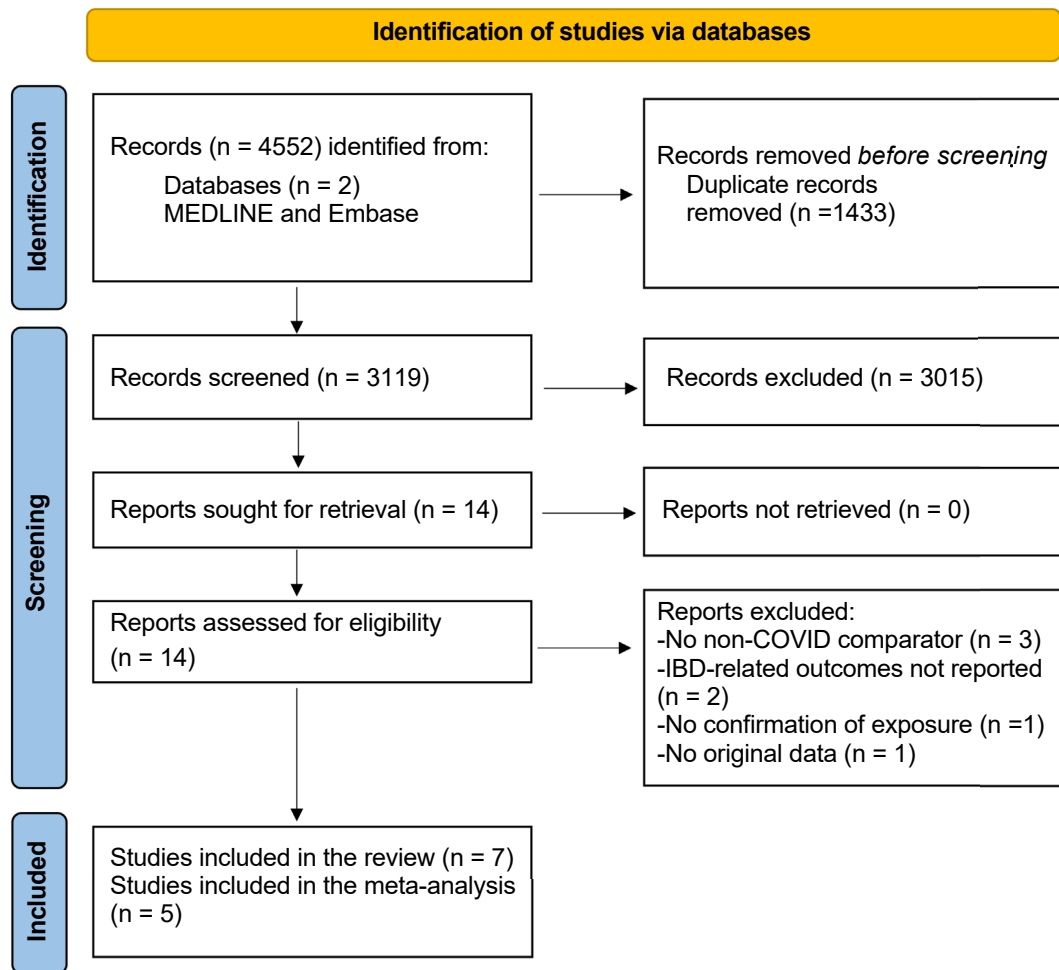 Identification of studies via databases
Identification
Records (n = 4552) identified from:
Databases (n = 2)
MEDLINE and Embase
Records removed before screening
Duplicate records
removed (n =1433)
Screening
Records screened (n = 3119)
Records excluded (n = 3015)
Reports sought for retrieval (n = 14)
Reports not retrieved (n = 0)
Reports assessed for eligibility
(n = 14)
Reports excluded:
-No non-COVID comparator (n = 3)
-IBD-related outcomes not reported
(n = 2)
-No confirmation of exposure (n =1)
-No original data (n = 1)
Included
Studies included in the review (n = 7)
Studies included in the meta-analysis
(n = 5)